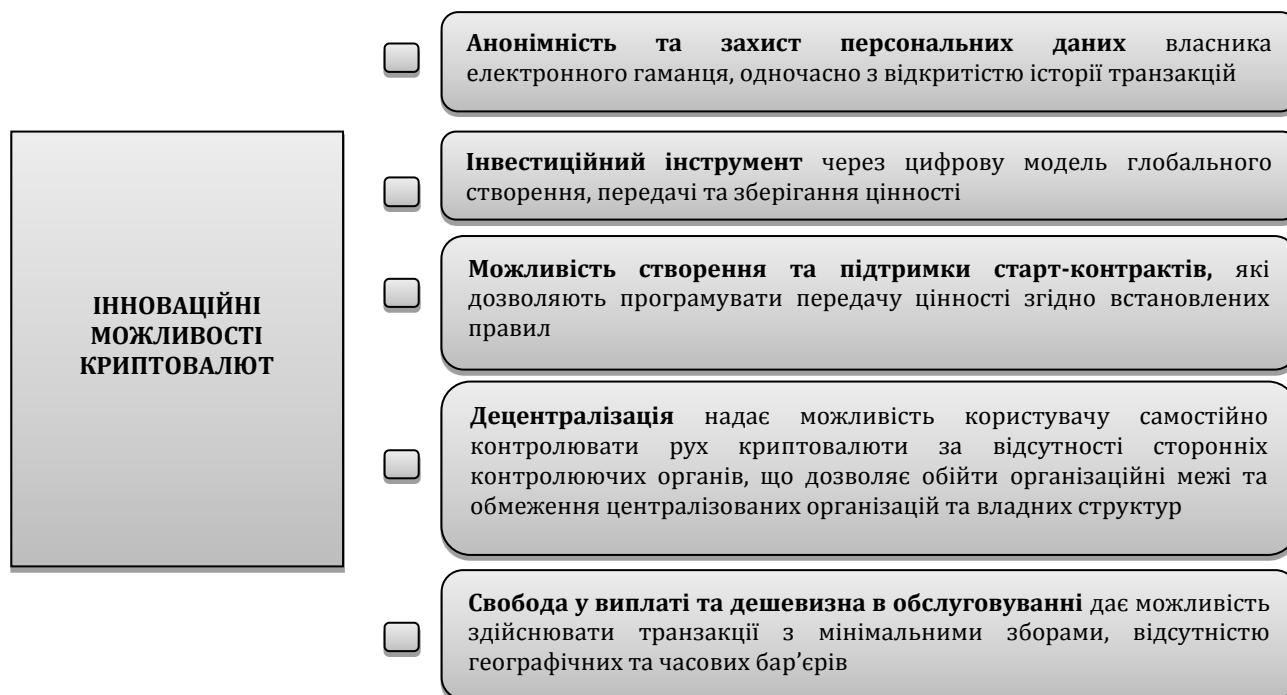 Анонімність та захист персональних даних власника
електронного гаманця, одночасно з відкритістю історії транзакцій
Інвестиційний інструмент через цифрову модель глобального
створення, передачі та зберігання цінності
ІННОВАЦІЙНІ
МОЖЛИВОСТІ
КРИПТОВАЛЮТ
Можливість створення та підтримки старт-контрактів, які
дозволяють програмувати передачу цінності згідно встановлених
правил
Децентралізація надає можливість користувачу самостійно
контролювати рух криптовалюти за відсутності сторонніх
контролюючих органів, що дозволяє обійти організаційні межі та
обмеження централізованих організацій та владних структур
Свобода у виплаті та дешевизна в обслуговуванні дає можливість
здійснювати транзакції з мінімальними зборами, відсутністю
географічних та часових бар’єрів